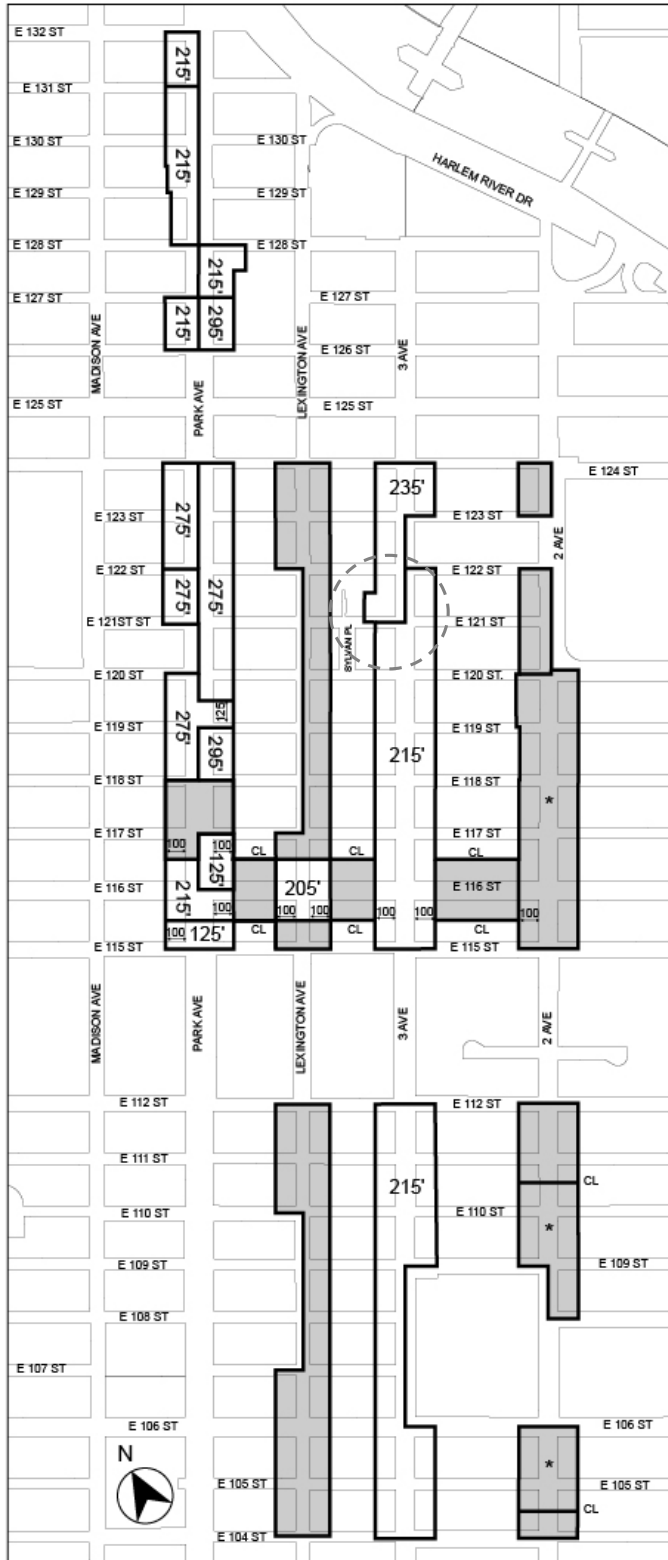 E 132 ST
215'
E 131 ST
E 130 ST
215'
E 130 ST
HARLEM RIVER DR
E 129 ST
E 129 ST
E 128 ST
E 128 ST
215'
E 127 ST
E 127 ST
215'
295'
MADISON AVE
LEXINGTON AVE
3 AVE
E 126 ST
E 125 ST
PARK AVE
E 125 ST
E 124 ST
235'
E 123 ST
275'
E 123 ST
2 AVE
E 122 ST
E 122 ST
275'
275'
E 121ST ST
E 121 ST
SYLVAN PL
E 120 ST
E 120 ST.
125
E 119 ST
275'
E 119 ST
295'
215'
E 118 ST
E 118 ST
*
E 117 ST
E 117 ST
100
100
CL
CL
CL
125'
E 116 ST
205'
E 116 ST
215'
100
100
100
100
100
100
100
125'
CL
CL
CL
E 115 ST
E 115 ST
MADISON AVE
PARK AVE
LEXINGTON AVE
3 AVE
2 AVE
E 112 ST
E 112 ST
E 111 ST
CL
215'
E 110 ST
E 110 ST
*
E 109 ST
E 109 ST
E 108 ST
E 107 ST
E 106 ST
E 106 ST
N
*
E 105 ST
E 105 ST
CL
E 104 ST